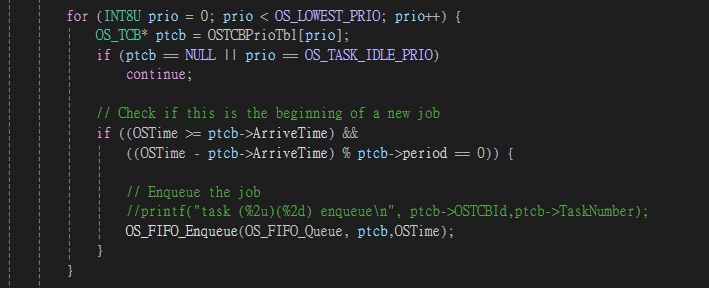 for (INT8U prio = 0; prio < OS_LOWEST_PRIO; prio++) {
OS_TCB* ptcb = OSTCBPrioTbl[prio];
if (ptcb == NULL || prio == OS_TASK_IDLE_PRIO)
continue;
// Check if this is the beginning of a new job
if ((OSTime >= ptcb->ArriveTime) &&
((OSTime - ptcb->ArriveTime) % ptcb->period == 0)) {
// Enqueue the job
//printf("task (%2u)(%2d) enqueue\n", ptcb->OSTCBId,ptcb->TaskNumber);
OS_FIFO_Enqueue(OS_FIFO_Queue, ptcb,OSTime);
}
}